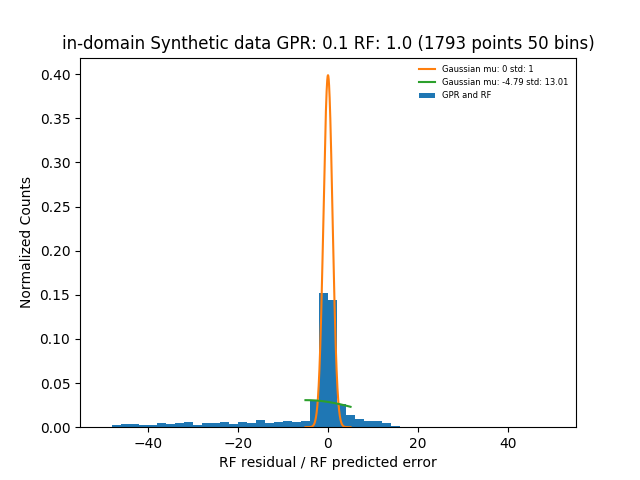 in-domain Synthetic data GPR: 0.1 RF: 1.0 (1793 points 50 bins)
Gaussian mu: 0 std: 1
Gaussian mu: -4.79 std: 13.01
GPR and RF
Normalized Counts
0.40
0.35
0.30
0.25
0.20
0.15
0.10
0.05
0.00
−40
−20
0
20
40
RF residual / RF predicted error